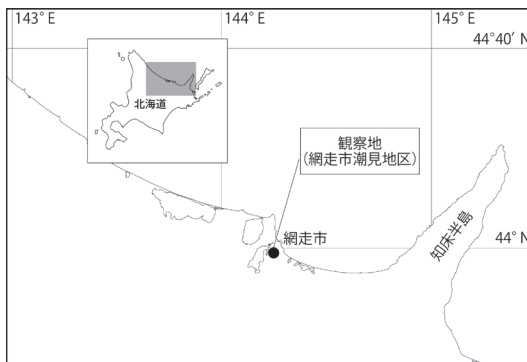 143° E
144° E
145° E
44°40′ N
北海道
観察地
(網走市潮見地区)
網走市
知床半島
44° N